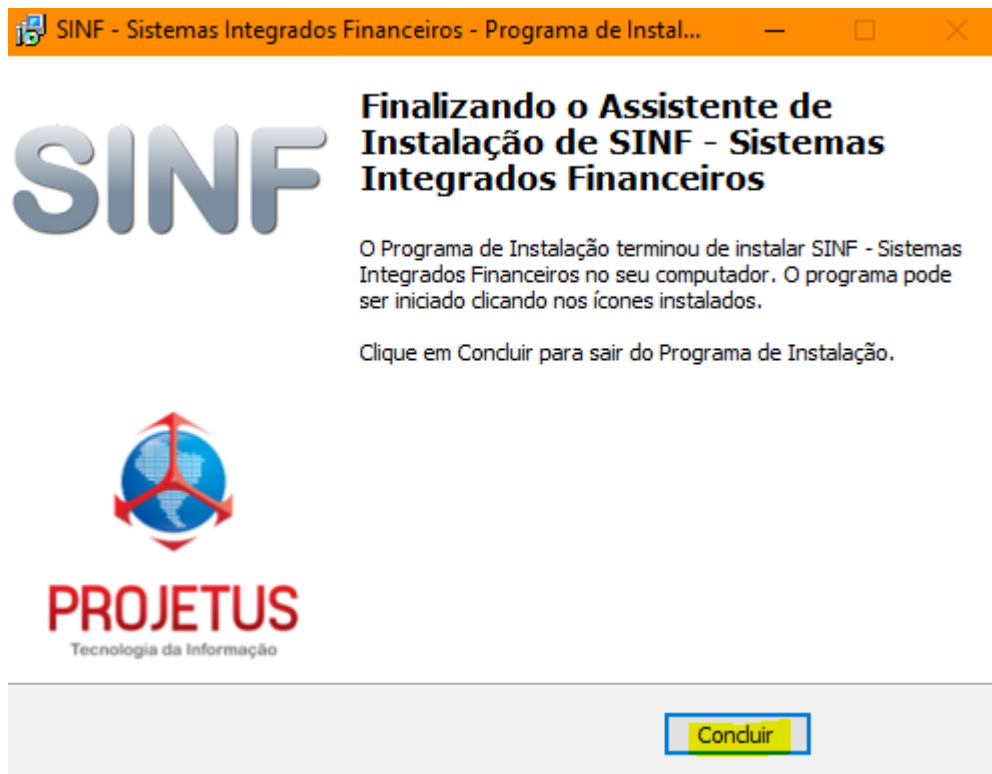 SINF - Sistemas Integrados Financeiros - Programa de Instal...
SINF
Finalizando o Assistente de
Instalação de SINF - Sistemas
Integrados Financeiros
O Programa de Instalação terminou de instalar SINF - Sistemas
Integrados Financeiros no seu computador. O programa pode
ser iniciado clicando nos ícones instalados.
Clique em Concluir para sair do Programa de Instalação.
PROJETUS
Tecnologia da Informação
Concluir